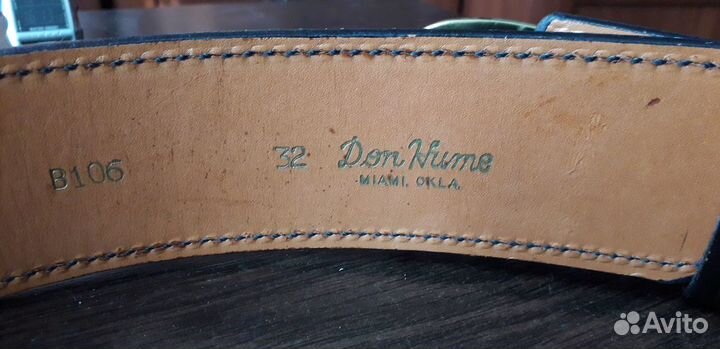 B106
32 Don Hume
MIAMI, OKLA.
Avito